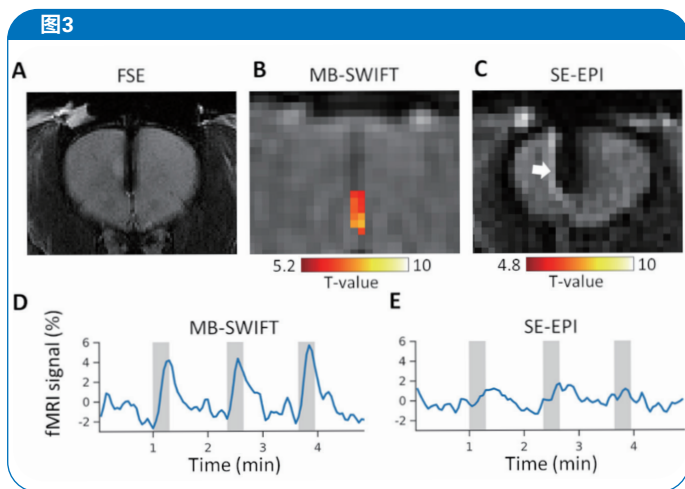 图3
A FSE
B MB-SWIFT
C SE-EPI
5.2 10
T-value
4.8 10
T-value
D MB-SWIFT
fMRI signal (%)
6
4
2
0
-2
1 2 3 4
Time (min)
E SE-EPI
6
4
2
0
-2
1 2 3 4
Time (min)